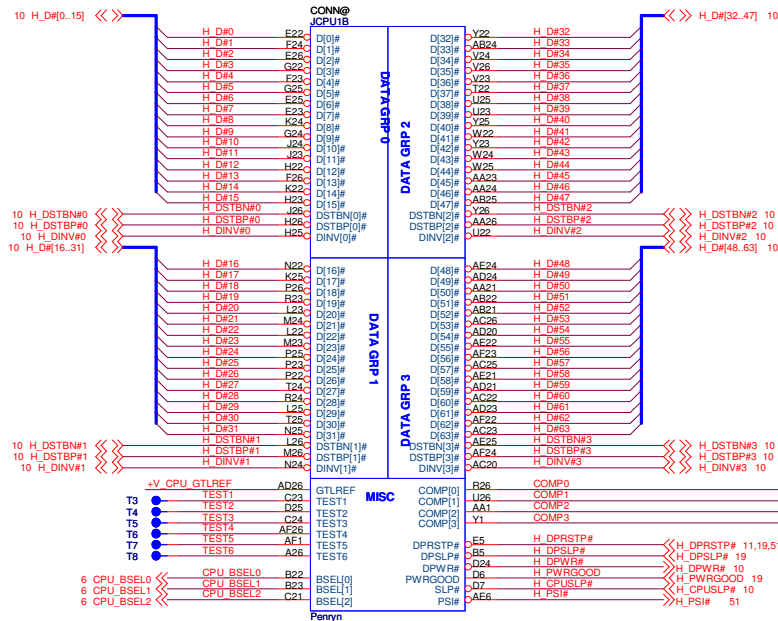 CONN@
JCPU1B
10 H_D#[0..15] H_D#[32..47] 10
H_D#0 E22 D[0]# D[32]# Y22 H_D#32
H_D#1 F24 D[1]# D[33]# AB24 H_D#33
H_D#2 E26 D[2]# D[34]# V24 H_D#34
H_D#3 G22 D[3]# D[35]# V26 H_D#35
H_D#4 F23 D[4]# D[36]# V23 H_D#36
H_D#5 G25 D[5]# D[37]# T22 H_D#37
H_D#6 E25 D[6]# D[38]# U25 H_D#38
H_D#7 E23 D[7]# D[39]# U23 H_D#39
H_D#8 K24 D[8]# D[40]# Y25 H_D#40
H_D#9 G24 D[9]# D[41]# W22 H_D#41
H_D#10 J24 D[10]# D[42]# Y23 H_D#42
H_D#11 J23 D[11]# D[43]# W24 H_D#43
H_D#12 H22 D[12]# D[44]# W25 H_D#44
H_D#13 F26 D[13]# D[45]# AA23 H_D#45
H_D#14 K22 D[14]# D[46]# AA24 H_D#46
H_D#15 H23 D[15]# D[47]# AB25 H_D#47
10 H_DSTBN#0 H_DSTBN#0 J26 DSTBN[0]# DSTBN[2]# Y26 H_DSTBN#2 H_DSTBN#2 10
10 H_DSTBP#0 H_DSTBP#0 H26 DSTBP[0]# DSTBP[2]# AA26 H_DSTBP#2 H_DSTBP#2 10
10 H_DINV#0 H_DINV#0 H25 DINV[0]# DINV[2]# U22 H_DINV#2 H_DINV#2 10
DATA GRP 0
DATA GRP 2
10 H_D#[16..31] H_D#[48..63] 10
H_D#16 N22 D[16]# D[48]# AE24 H_D#48
H_D#17 K25 D[17]# D[49]# AD24 H_D#49
H_D#18 P26 D[18]# D[50]# AA21 H_D#50
H_D#19 R23 D[19]# D[51]# AB22 H_D#51
H_D#20 L23 D[20]# D[52]# AB21 H_D#52
H_D#21 M24 D[21]# D[53]# AC26 H_D#53
H_D#22 L22 D[22]# D[54]# AD20 H_D#54
H_D#23 M23 D[23]# D[55]# AE22 H_D#55
H_D#24 P25 D[24]# D[56]# AF23 H_D#56
H_D#25 P23 D[25]# D[57]# AC25 H_D#57
H_D#26 P22 D[26]# D[58]# AE21 H_D#58
H_D#27 T24 D[27]# D[59]# AD21 H_D#59
H_D#28 R24 D[28]# D[60]# AC22 H_D#60
H_D#29 L25 D[29]# D[61]# AD23 H_D#61
H_D#30 T25 D[30]# D[62]# AF22 H_D#62
H_D#31 N25 D[31]# D[63]# AC23 H_D#63
10 H_DSTBN#1 H_DSTBN#1 L26 DSTBN[1]# DSTBN[3]# AE25 H_DSTBN#3 H_DSTBN#3 10
10 H_DSTBP#1 H_DSTBP#1 M26 DSTBP[1]# DSTBP[3]# AF24 H_DSTBP#3 H_DSTBP#3 10
10 H_DINV#1 H_DINV#1 N24 DINV[1]# DINV[3]# AC20 H_DINV#3 H_DINV#3 10
DATA GRP 1
DATA GRP 3
+V_CPU_GTLREF AD26 GTLREF MISC COMP[0] R26 COMP0
T3 TEST1 C23 TEST1 COMP[1] U26 COMP1
T4 TEST2 D25 TEST2 COMP[2] AA1 COMP2
T5 TEST3 C24 TEST3 COMP[3] Y1 COMP3
T6 TEST4 AF26 TEST4
T7 TEST5 AF1 TEST5 DPRSTP# E5 H_DPRSTP# H_DPRSTP# 11,19,51
T8 TEST6 A26 TEST6 DPSLP# B5 H_DPSLP# H_DPSLP# 19
DPWR# D24 H_DPWR# H_DPWR# 10
6 CPU_BSEL0 CPU_BSEL0 B22 BSEL[0] PWRGOOD D6 H_PWRGOOD H_PWRGOOD 19
6 CPU_BSEL1 CPU_BSEL1 B23 BSEL[1] SLP# D7 H_CPUSLP# H_CPUSLP# 10
6 CPU_BSEL2 CPU_BSEL2 C21 BSEL[2] PSI# AE6 H_PSI# H_PSI# 51
Penryn